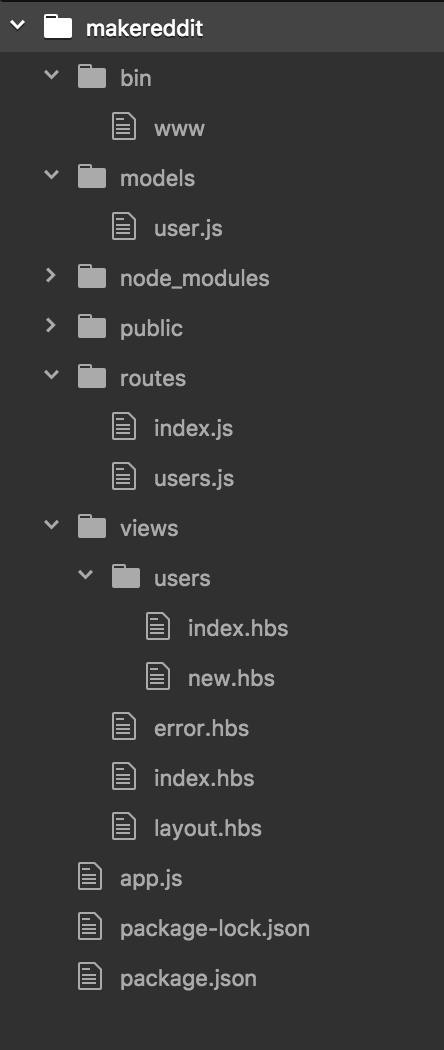 makereddit
bin
www
models
user.js
node_modules
public
routes
index.js
users.js
views
users
index.hbs
new.hbs
error.hbs
index.hbs
layout.hbs
app.js
package-lock.json
package.json